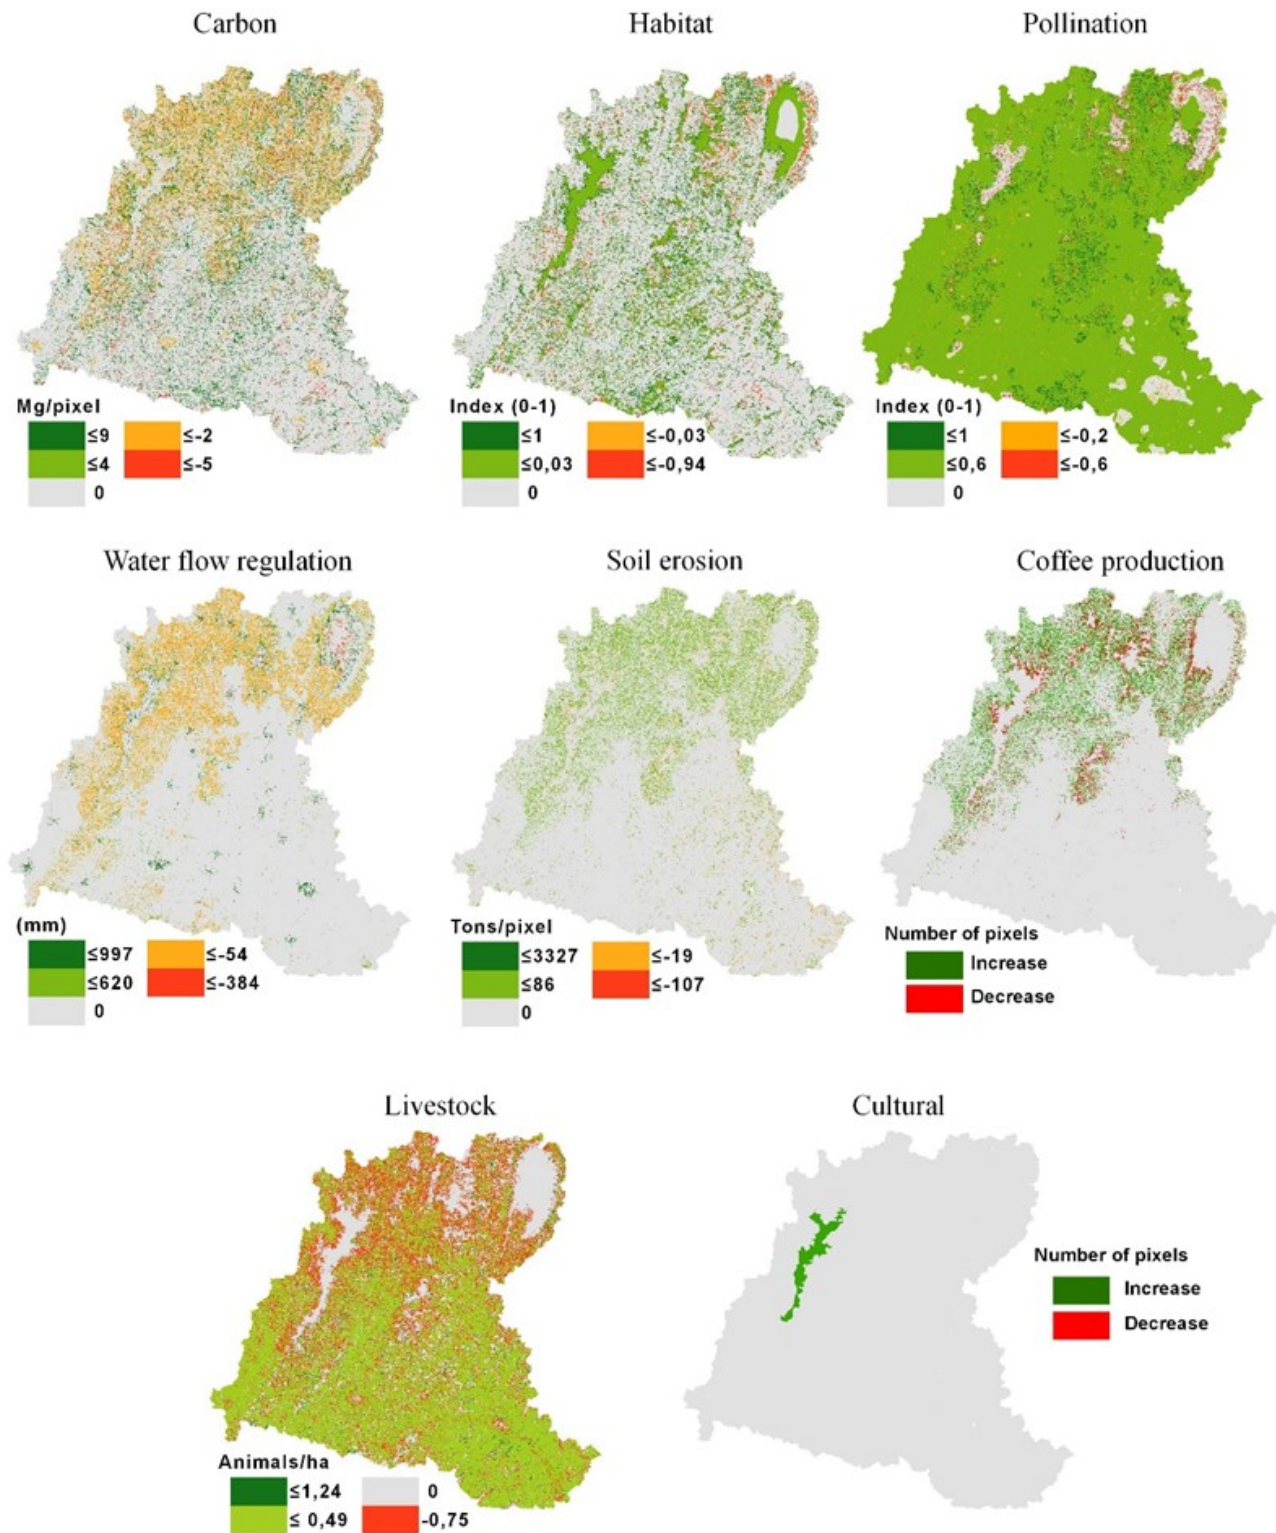 Carbon
Habitat
Pollination
Mg/pixel
≤9 ≤-2
≤4 ≤-5
0
Index (0-1)
≤1 ≤-0,03
≤0,03 ≤-0,94
0
Index (0-1)
≤1 ≤-0,2
≤0,6 ≤-0,6
0
Water flow regulation
Soil erosion
Coffee production
(mm)
≤997 ≤-54
≤620 ≤-384
0
Tons/pixel
≤3327 ≤-19
≤86 ≤-107
0
Number of pixels
Increase
Decrease
Livestock
Cultural
Animals/ha
≤1,24 0
≤ 0,49 -0,75
Number of pixels
Increase
Decrease